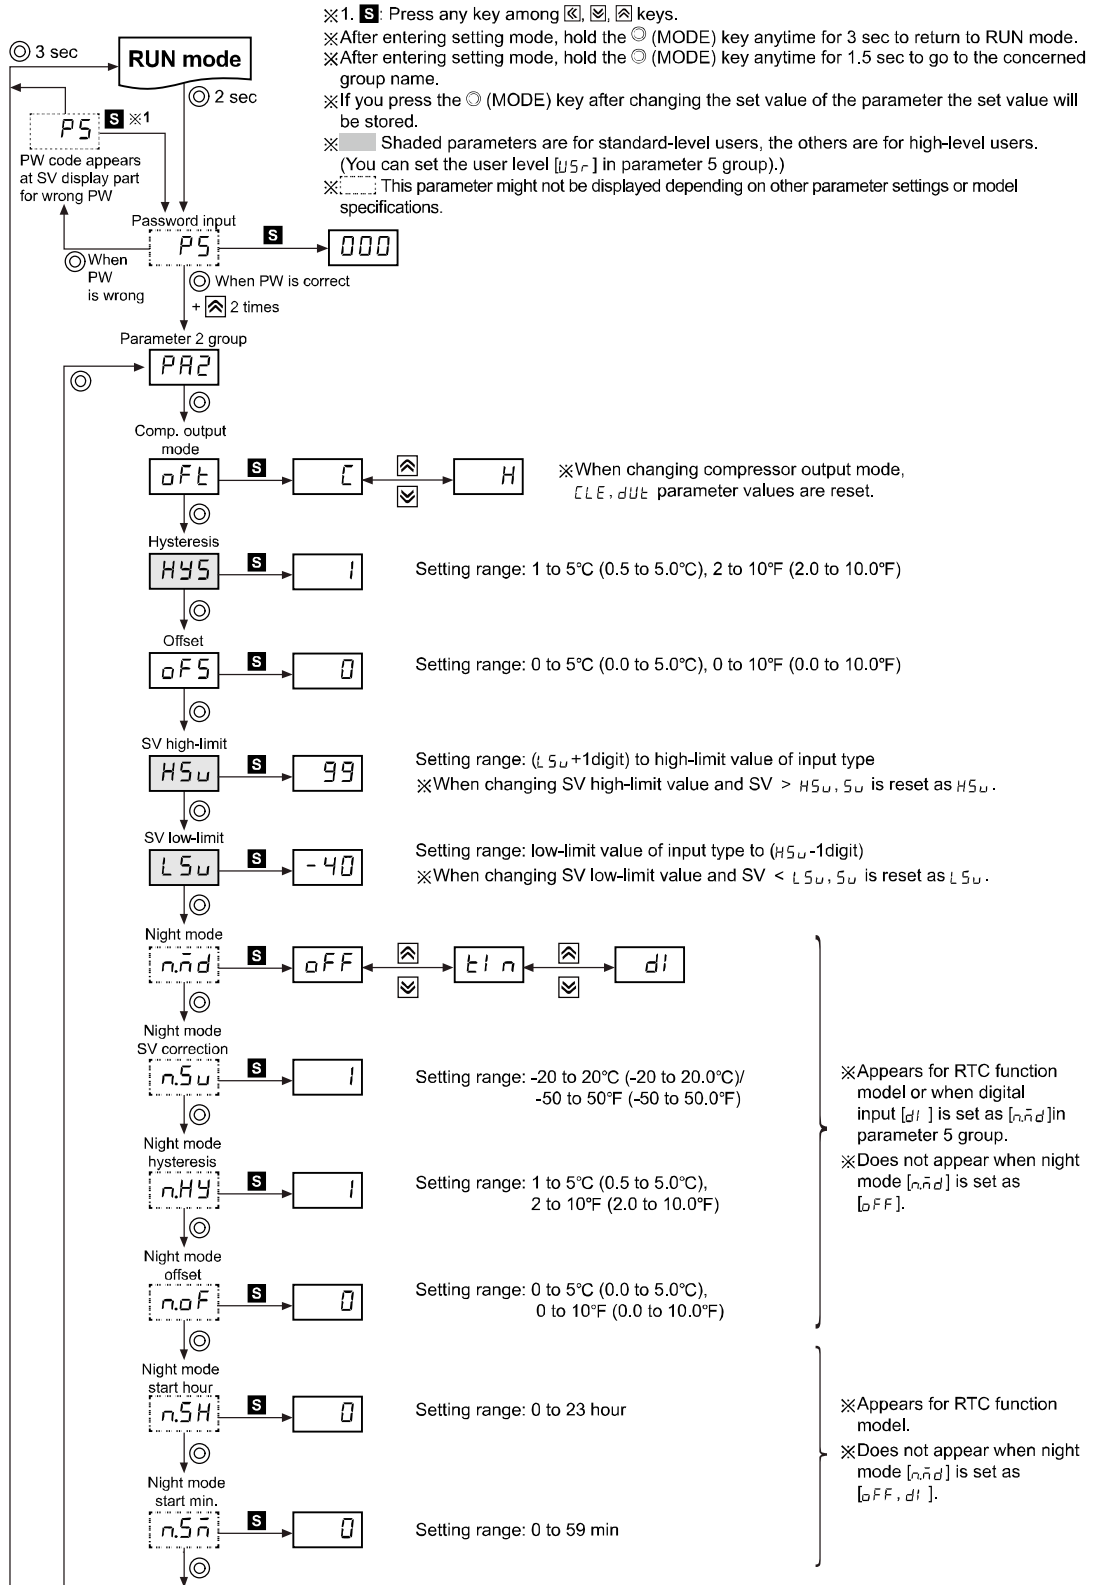 ※1. S: Press any key among ≪, ︾, ︽ keys.
※After entering setting mode, hold the ◎ (MODE) key anytime for 3 sec to return to RUN mode.
※After entering setting mode, hold the ◎ (MODE) key anytime for 1.5 sec to go to the concerned
group name.
※If you press the ◎ (MODE) key after changing the set value of the parameter the set value will
be stored.
※ Shaded parameters are for standard-level users, the others are for high-level users.
(You can set the user level [USr] in parameter 5 group).)
※ This parameter might not be displayed depending on other parameter settings or model
specifications.
◎ 3 sec
RUN mode
◎ 2 sec
PS
S ※1
PW code appears
at SV display part
for wrong PW
Password input
PS
S
000
◎When
PW
is wrong
◎ When PW is correct
+ ︽ 2 times
Parameter 2 group
PA2
◎
◎
Comp. output
mode
oFt
S
C
︽
︾
H
※When changing compressor output mode,
CLE, dUt parameter values are reset.
◎
Hysteresis
HYS
S
1
Setting range: 1 to 5°C (0.5 to 5.0°C), 2 to 10°F (2.0 to 10.0°F)
◎
Offset
oFS
S
0
Setting range: 0 to 5°C (0.0 to 5.0°C), 0 to 10°F (0.0 to 10.0°F)
◎
SV high-limit
HSu
S
99
Setting range: (LSu+1digit) to high-limit value of input type
※When changing SV high-limit value and SV > HSu, Su is reset as HSu.
◎
SV low-limit
LSu
S
-40
Setting range: low-limit value of input type to (HSu-1digit)
※When changing SV low-limit value and SV < LSu, Su is reset as LSu.
◎
Night mode
n.m̄d
S
oFF
︽
︾
tIn
︽
︾
dI
◎
Night mode
SV correction
n.Su
S
1
Setting range: -20 to 20°C (-20 to 20.0°C)/
-50 to 50°F (-50 to 50.0°F)
◎
Night mode
hysteresis
n.HY
S
1
Setting range: 1 to 5°C (0.5 to 5.0°C),
2 to 10°F (2.0 to 10.0°F)
◎
Night mode
offset
n.oF
S
0
Setting range: 0 to 5°C (0.0 to 5.0°C),
0 to 10°F (0.0 to 10.0°F)
◎
※Appears for RTC function
model or when digital
input [dI ] is set as [n.m̄d]in
parameter 5 group.
※Does not appear when night
mode [n.m̄d] is set as
[oFF].
Night mode
start hour
n.SH
S
0
Setting range: 0 to 23 hour
◎
Night mode
start min.
n.Sm̄
S
0
Setting range: 0 to 59 min
◎
※Appears for RTC function
model.
※Does not appear when night
mode [n.m̄d] is set as
[oFF, dI ].